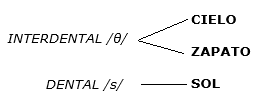 CIELO
INTERDENTAL /θ/
ZAPATO
DENTAL /s/
SOL